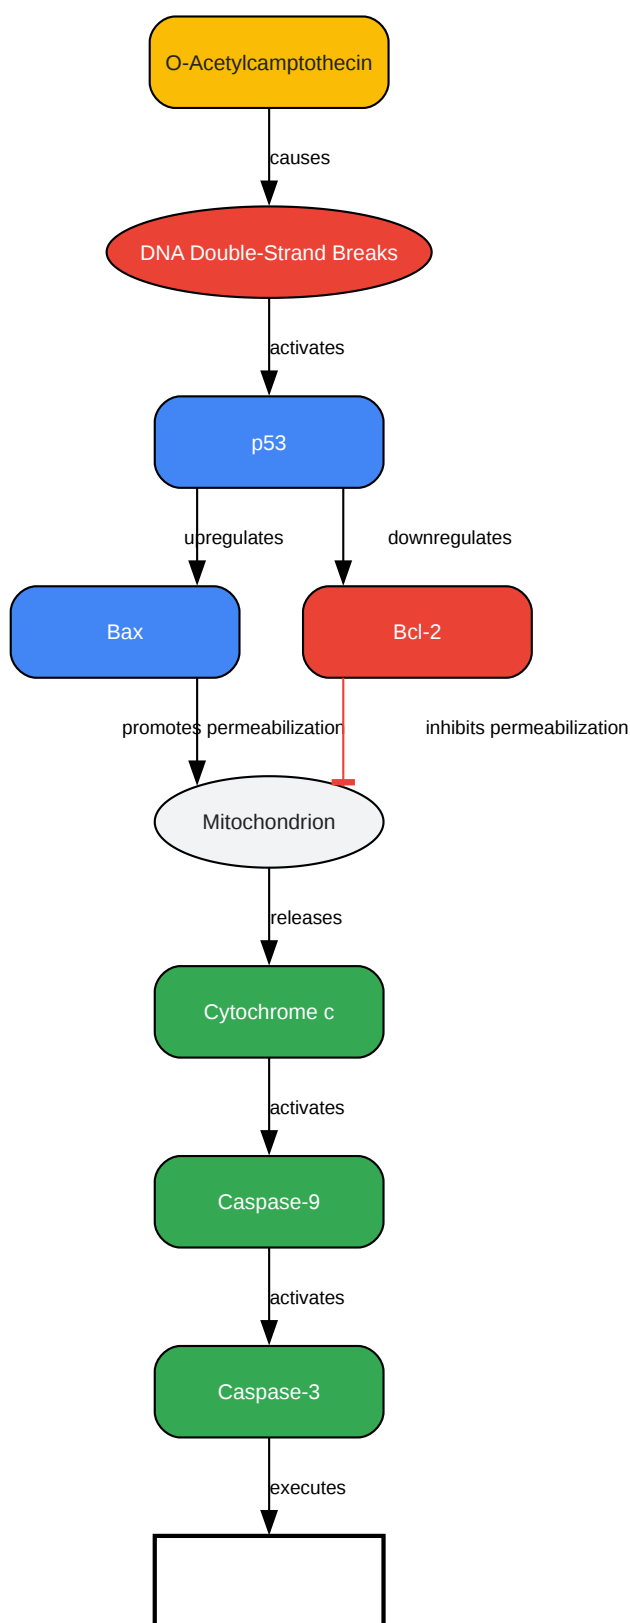 O-Acetylcamptothecin
causes
DNA Double-Strand Breaks
activates
p53
upregulates
downregulates
Bax
Bcl-2
promotes permeabilization
inhibits permeabilization
Mitochondrion
releases
Cytochrome c
activates
Caspase-9
activates
Caspase-3
executes